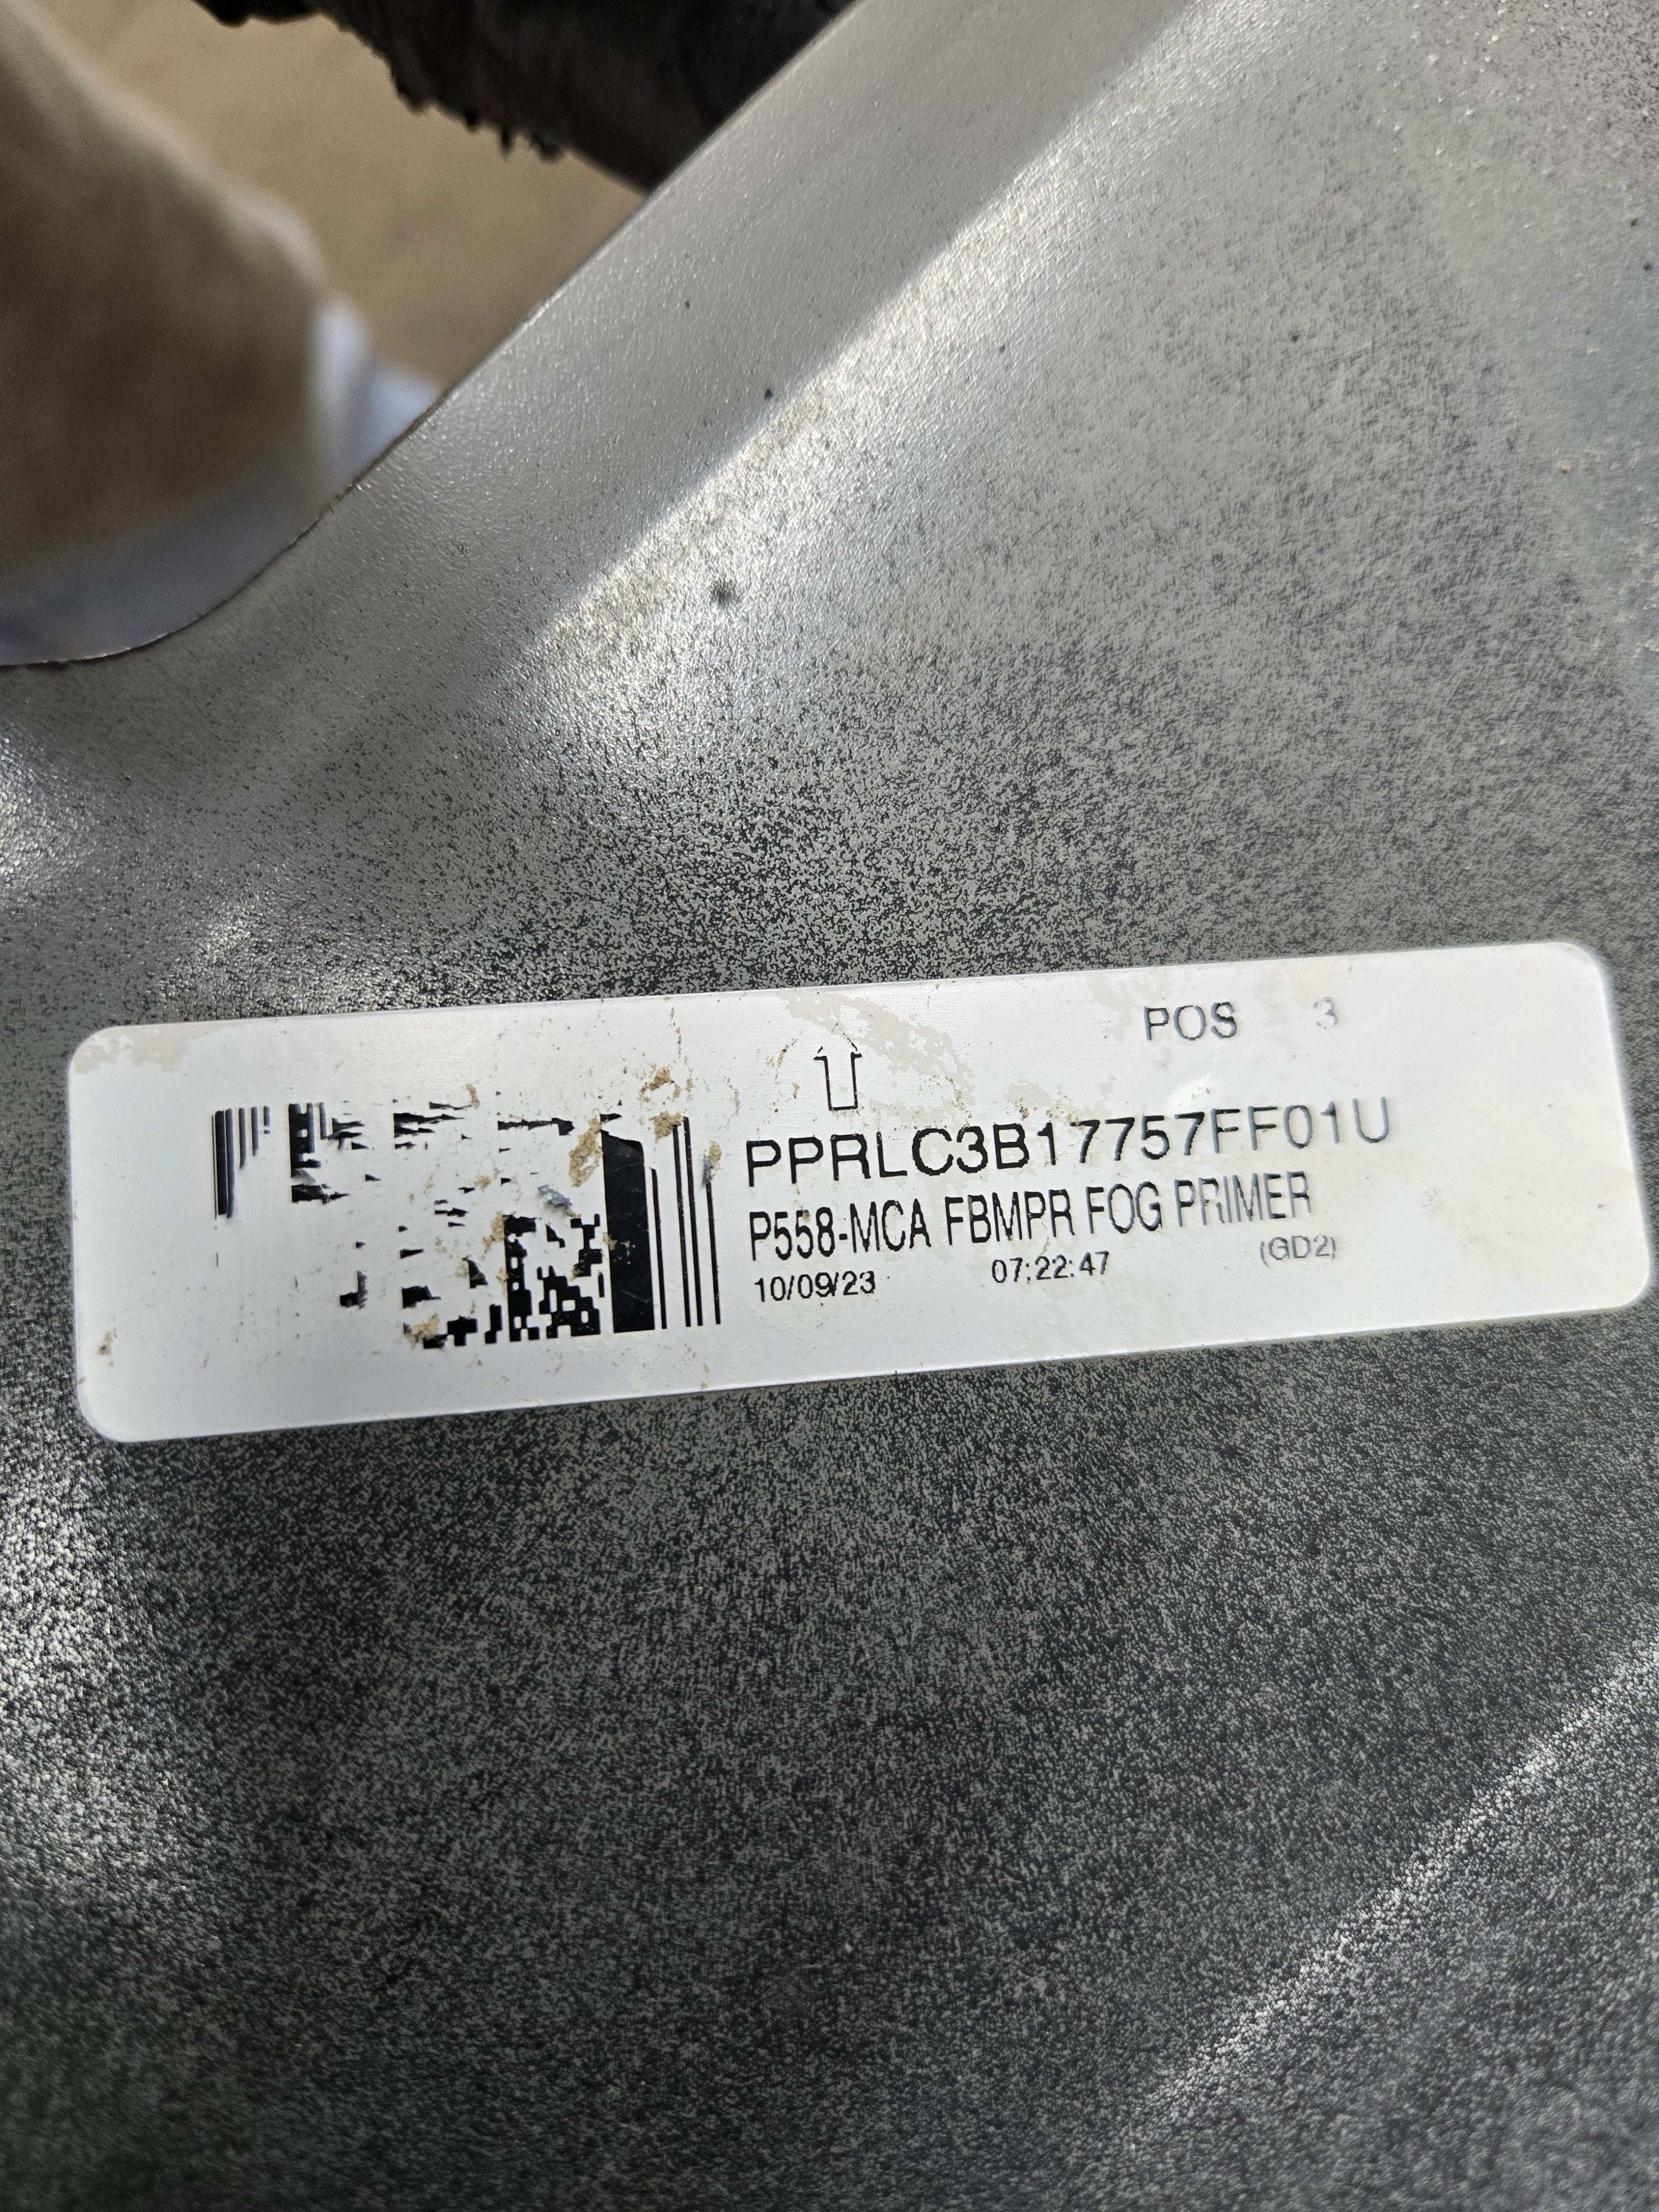 POS 3
PPRLC3B17757FF01U
P558-MCA FBMPR FOG PRIMER
10/09/23 07:22:47 (GD2)